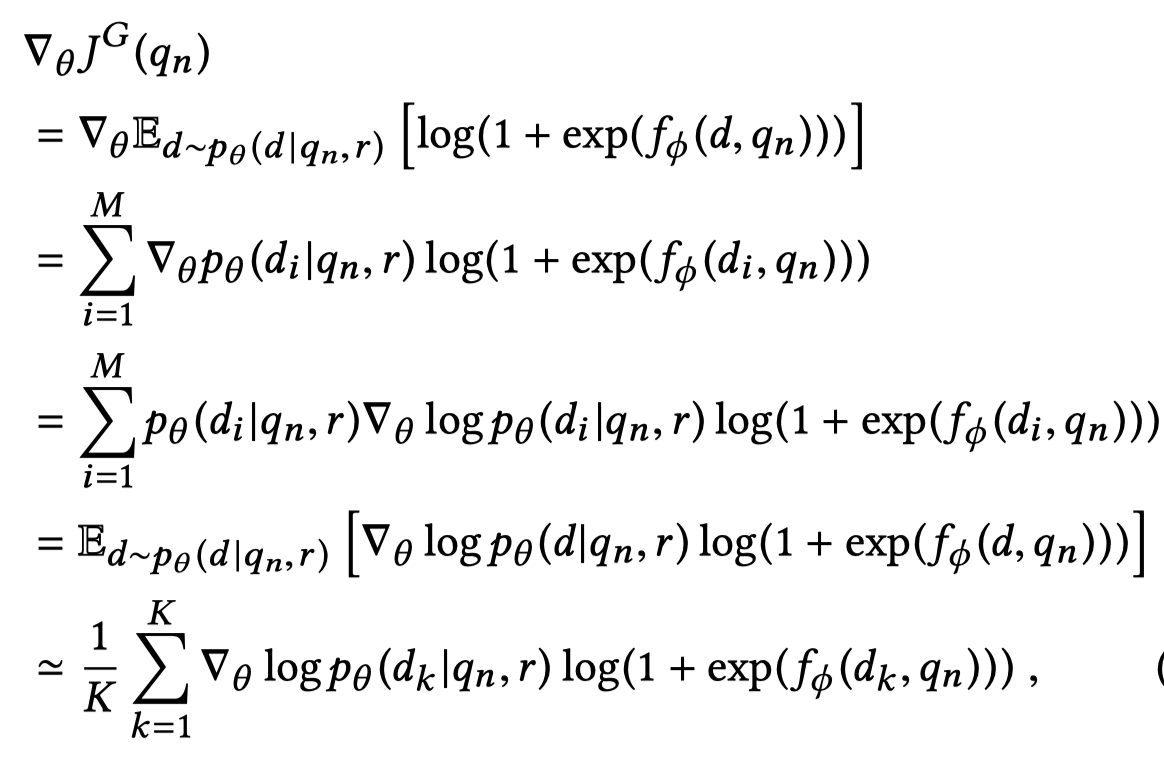 ∇_θ J^G(q_n)
= ∇_θ 𝔼_{d∼p_θ(d|q_n,r)} [log(1 + exp(f_ϕ(d, q_n)))]
= ∑_{i=1}^{M} ∇_θ p_θ(d_i|q_n, r) log(1 + exp(f_ϕ(d_i, q_n)))
= ∑_{i=1}^{M} p_θ(d_i|q_n, r)∇_θ log p_θ(d_i|q_n, r) log(1 + exp(f_ϕ(d_i, q_n)))
= 𝔼_{d∼p_θ(d|q_n,r)} [∇_θ log p_θ(d|q_n, r) log(1 + exp(f_ϕ(d, q_n)))]
≃ \frac{1}{K} ∑_{k=1}^{K} ∇_θ log p_θ(d_k|q_n, r) log(1 + exp(f_ϕ(d_k, q_n))) , (